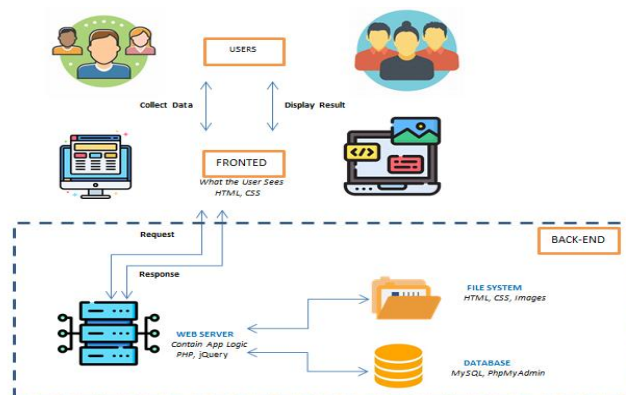 USERS
Collect Data
Display Result
FRONTED
What the User Sees
HTML, CSS
Request
BACK-END
Response
FILE SYSTEM
HTML, CSS, Images
WEB SERVER
Contain App Logic
PHP, jQuery
DATABASE
MySQL, PhpMyAdmin